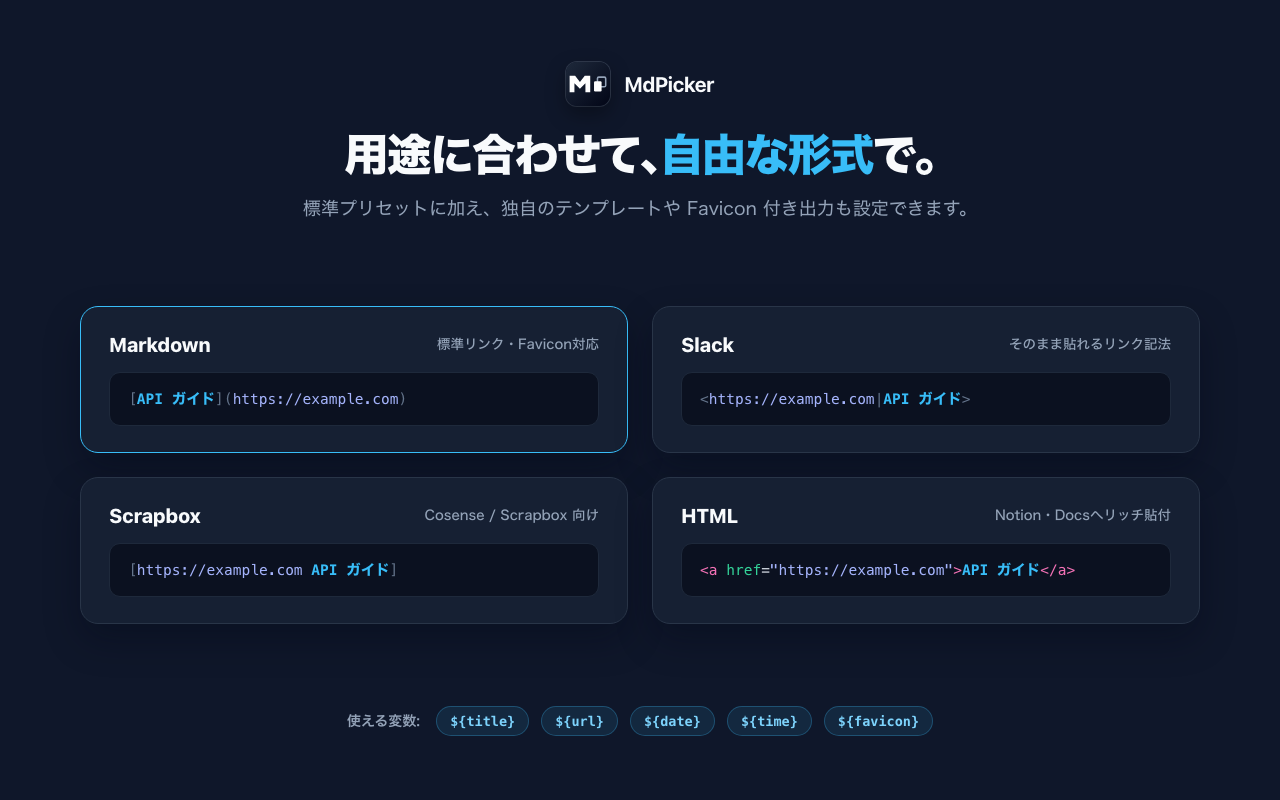 M
MdPicker
用途に合わせて、自由な形式で。
標準プリセットに加え、独自のテンプレートや Favicon 付き出力も設定できます。
Markdown
標準リンク・Favicon対応
[API ガイド](https://example.com)
Slack
そのまま貼れるリンク記法
<https://example.com|API ガイド>
Scrapbox
Cosense / Scrapbox 向け
[https://example.com API ガイド]
HTML
Notion・Docsへリッチ貼付
<a href="https://example.com">API ガイド</a>
使える変数: ${title} ${url} ${date} ${time} ${favicon}